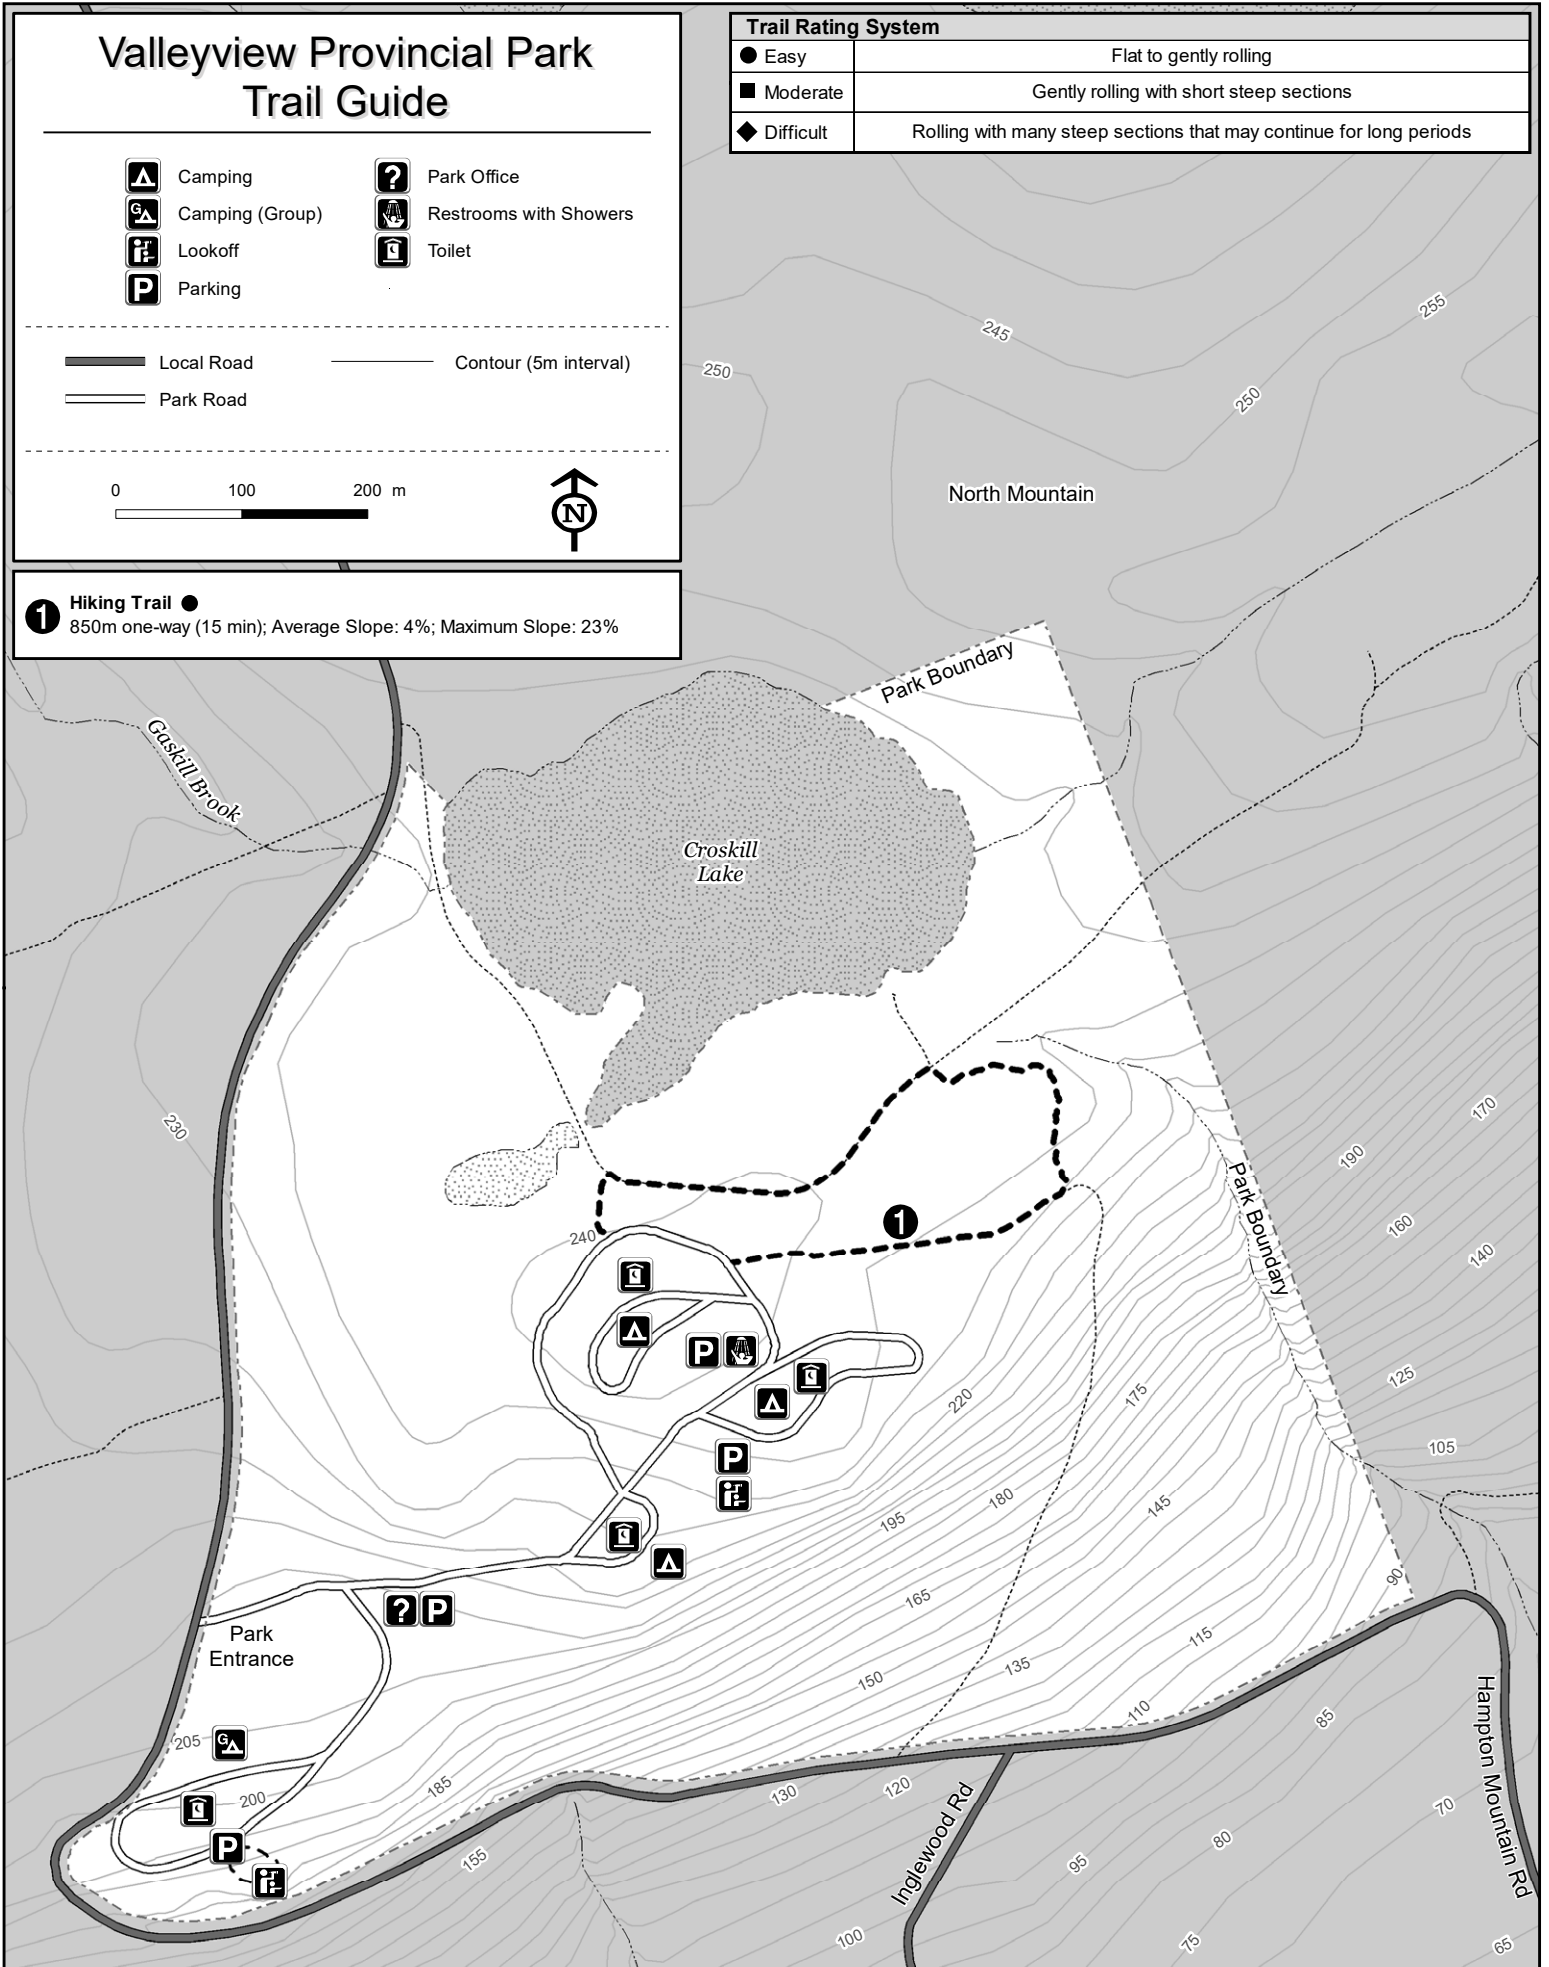 Valleyview Provincial Park
Trail Guide
Camping
Park Office
G
Camping (Group)
Restrooms with Showers
Lookoff
Toilet
P
Parking
?
Local Road
Contour (5m interval)
Park Road
0 100 200 m
N
1 Hiking Trail
850m one-way (15 min); Average Slope: 4%; Maximum Slope: 23%
Trail Rating System
Easy Flat to gently rolling
Moderate Gently rolling with short steep sections
Difficult Rolling with many steep sections that may continue for long periods
255
245
250
250
North Mountain
Park Boundary
Gaskill Brook
Croskill
Lake
170
230
190
Park Boundary
160
1
240
140
P
125
220
175
105
P
180
145
195
90
165
? P
Park
Entrance
115
135
150
110
Hampton Mountain Rd
85
205
G
185
200
130
120
70
P
Inglewood Rd
80
155
95
100
75
65